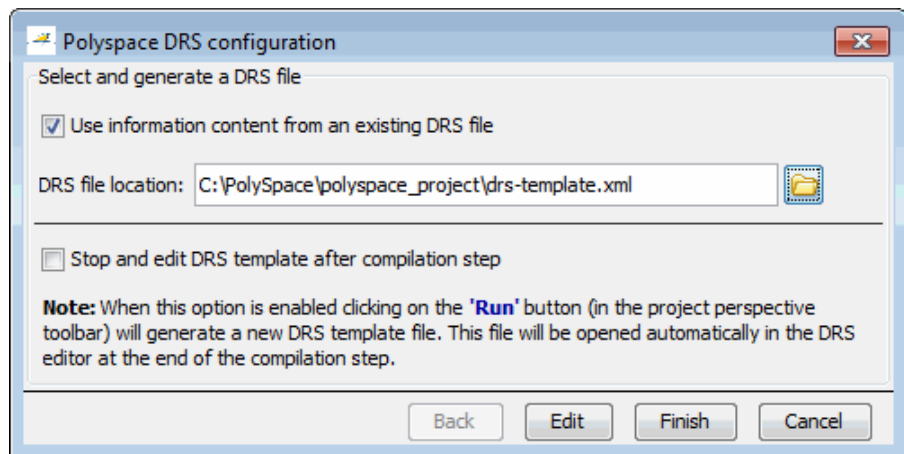 Polyspace DRS configuration
Select and generate a DRS file
Use information content from an existing DRS file
DRS file location: C:\PolySpace\polyspace_project\drs-template.xml
Stop and edit DRS template after compilation step
Note: When this option is enabled clicking on the 'Run' button (in the project perspective
toolbar) will generate a new DRS template file. This file will be opened automatically in the DRS
editor at the end of the compilation step.
Back Edit Finish Cancel